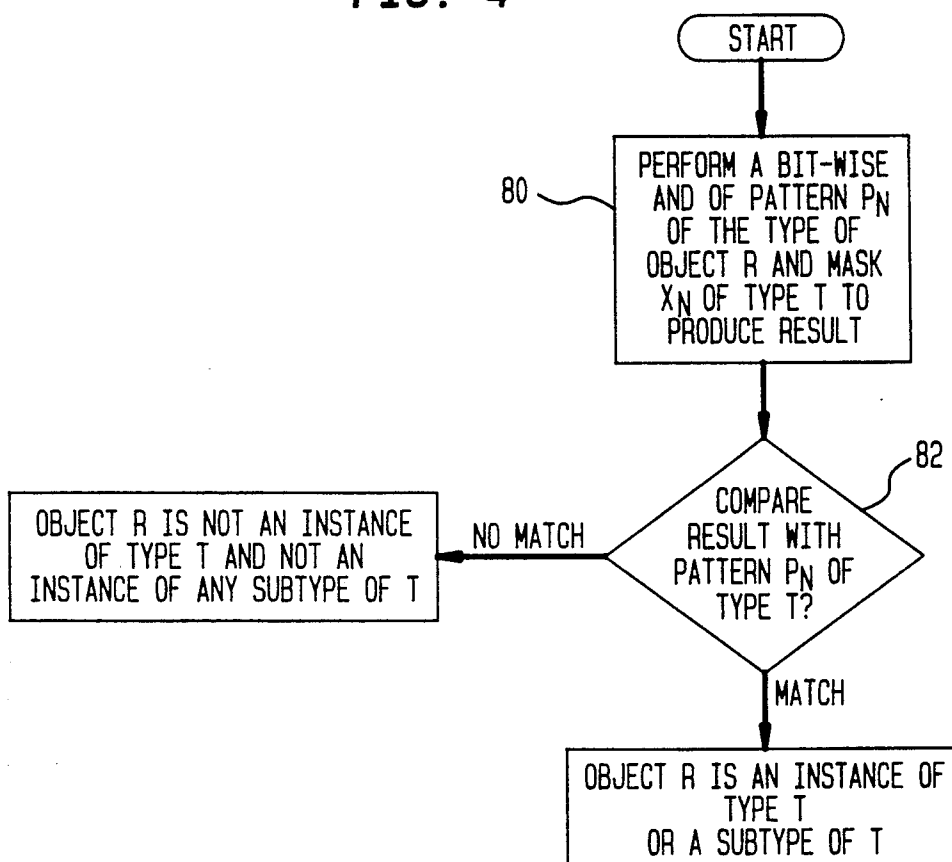 FIG. 4
START
80
PERFORM A BIT-WISE
AND OF PATTERN PN
OF THE TYPE OF
OBJECT R AND MASK
XN OF TYPE T TO
PRODUCE RESULT
82
COMPARE
RESULT WITH
PATTERN PN OF
TYPE T?
NO MATCH
OBJECT R IS NOT AN INSTANCE
OF TYPE T AND NOT AN
INSTANCE OF ANY SUBTYPE OF T
MATCH
OBJECT R IS AN INSTANCE OF
TYPE T
OR A SUBTYPE OF T